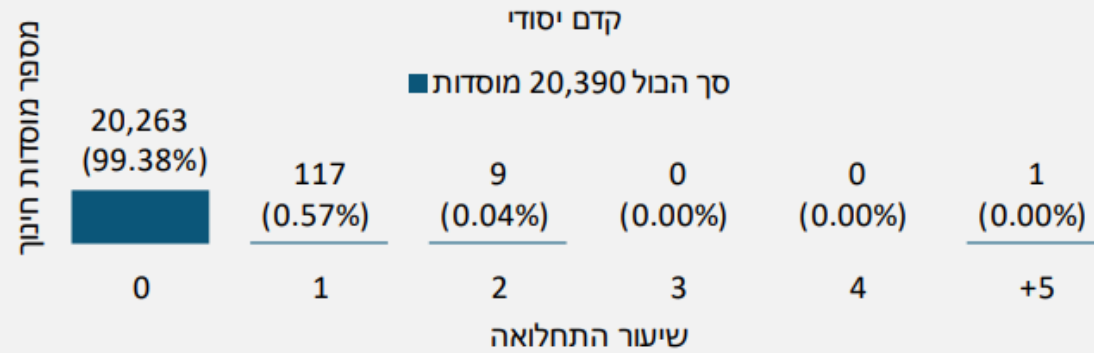 קדם יסודי
סך הכול 20,390 מוסדות
מספר מוסדות חינוך
20,263 117 9 0 0 1
(99.38%) (0.57%) (0.04%) (0.00%) (0.00%) (0.00%)
0 1 2 3 4 +5
שיעור התחלואה